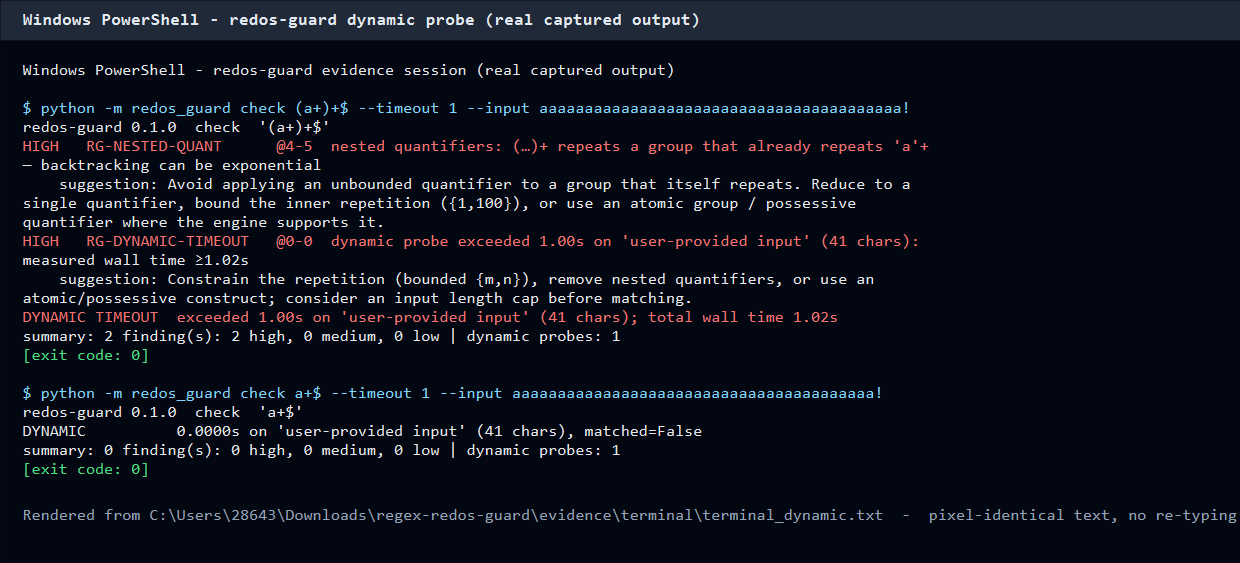 Windows PowerShell - redos-guard dynamic probe (real captured output)
Windows PowerShell - redos-guard evidence session (real captured output)
$ python -m redos_guard check (a+)+$ --timeout 1 --input aaaaaaaaaaaaaaaaaaaaaaaaaaaaaaaaaaaaaaaa!
redos-guard 0.1.0  check  '(a+)+$'
HIGH   RG-NESTED-QUANT      @4-5  nested quantifiers: (…)+ repeats a group that already repeats 'a'+
— backtracking can be exponential
    suggestion: Avoid applying an unbounded quantifier to a group that itself repeats. Reduce to a
single quantifier, bound the inner repetition ({1,100}), or use an atomic group / possessive
quantifier where the engine supports it.
HIGH   RG-DYNAMIC-TIMEOUT   @0-0  dynamic probe exceeded 1.00s on 'user-provided input' (41 chars):
measured wall time ≥1.02s
    suggestion: Constrain the repetition (bounded {m,n}), remove nested quantifiers, or use an
atomic/possessive construct; consider an input length cap before matching.
DYNAMIC TIMEOUT  exceeded 1.00s on 'user-provided input' (41 chars); total wall time 1.02s
summary: 2 finding(s): 2 high, 0 medium, 0 low | dynamic probes: 1
[exit code: 0]
$ python -m redos_guard check a+$ --timeout 1 --input aaaaaaaaaaaaaaaaaaaaaaaaaaaaaaaaaaaaaaaa!
redos-guard 0.1.0  check  'a+$'
DYNAMIC          0.0000s on 'user-provided input' (41 chars), matched=False
summary: 0 finding(s): 0 high, 0 medium, 0 low | dynamic probes: 1
[exit code: 0]
Rendered from C:\Users\28643\Downloads\regex-redos-guard\evidence\terminal\terminal_dynamic.txt  -  pixel-identical text, no re-typing